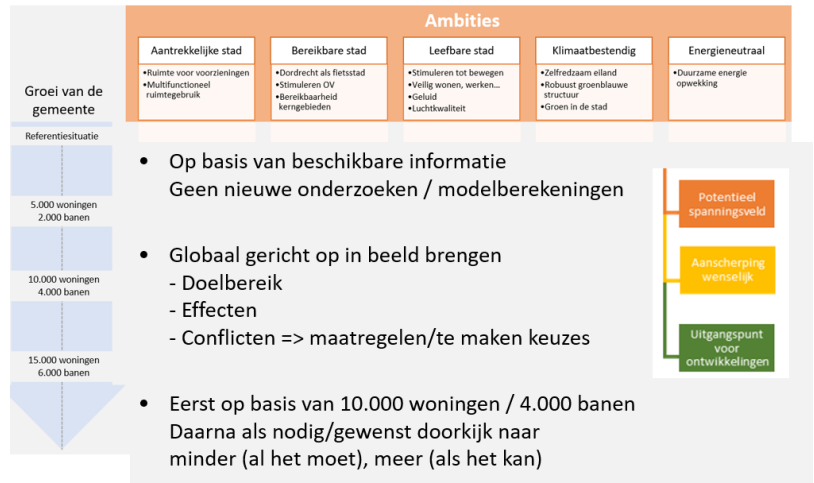 Ambities
Groei van de
gemeente
Aantrekkelijke stad
•Ruimte voor voorzieningen
•Multifunctioneel
ruimtegebruik
Bereikbare stad
•Dordrecht als fietsstad
•Stimuleren OV
•Bereikbaarheid
kerngebieden
Leefbare stad
•Stimuleren tot bewegen
•Veilig wonen, werken...
•Geluid
•Luchtkwaliteit
Klimaatbestendig
•Zelfredzaam eiland
•Robuust groenblauwe
structuur
•Groen in de stad
Energieneutraal
•Duurzame energie
opwekking
Referentiesituatie
5.000 woningen
2.000 banen
10.000 woningen
4.000 banen
15.000 woningen
6.000 banen
• Op basis van beschikbare informatie
Geen nieuwe onderzoeken / modelberekeningen
• Globaal gericht op in beeld brengen
- Doelbereik
- Effecten
- Conflicten => maatregelen/te maken keuzes
• Eerst op basis van 10.000 woningen / 4.000 banen
Daarna als nodig/gewenst doorkijk naar
minder (al het moet), meer (als het kan)
Potentieel
spanningsveld
Aanscherping
wenselijk
Uitgangspunt
voor
ontwikkelingen